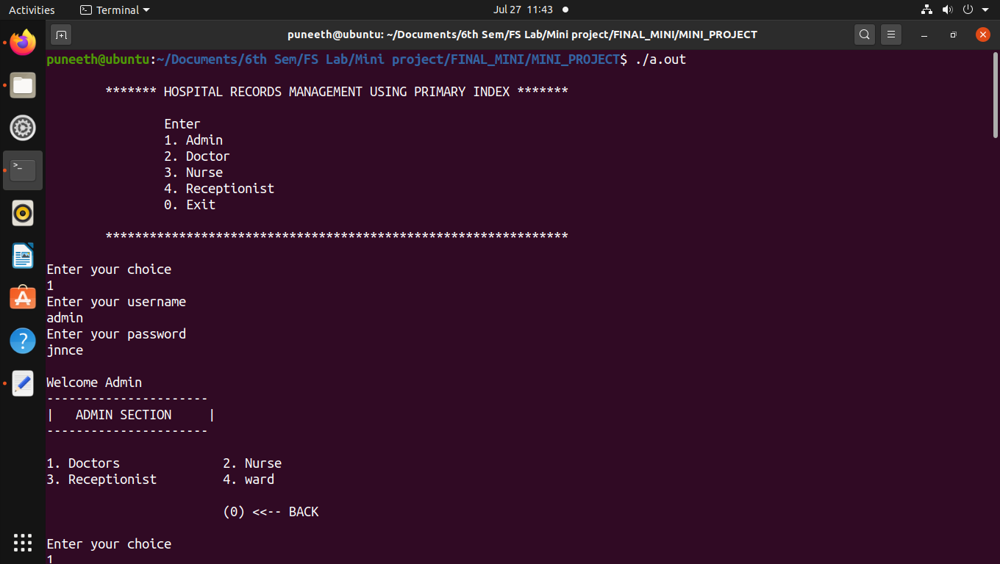 Activities
Terminal
Jul 27 11:43
puneeth@ubuntu: ~/Documents/6th Sem/FS Lab/Mini project/FINAL_MINI/MINI_PROJECT
puneeth@ubuntu:~/Documents/6th Sem/FS Lab/Mini project/FINAL_MINI/MINI_PROJECT$ ./a.out
******* HOSPITAL RECORDS MANAGEMENT USING PRIMARY INDEX *******
Enter
1. Admin
2. Doctor
3. Nurse
4. Receptionist
0. Exit
***************************************************************
Enter your choice
1
Enter your username
admin
Enter your password
jnnce
Welcome Admin
----------------------
|   ADMIN SECTION     |
----------------------
1. Doctors              2. Nurse
3. Receptionist         4. ward
(0) <<-- BACK
Enter your choice
1